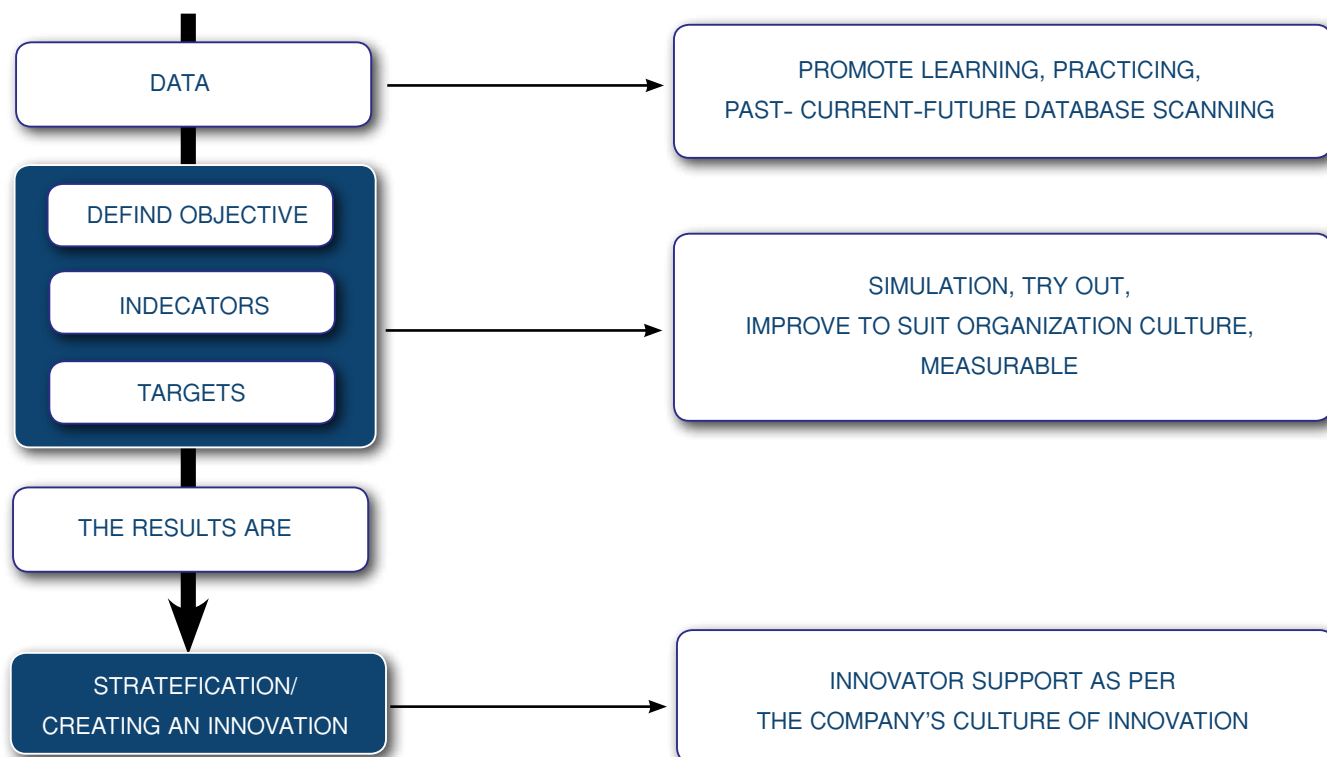 DATA
PROMOTE LEARNING, PRACTICING,
PAST- CURRENT-FUTURE DATABASE SCANNING
DEFIND OBJECTIVE
INDECATORS
TARGETS
SIMULATION, TRY OUT,
IMPROVE TO SUIT ORGANIZATION CULTURE,
MEASURABLE
THE RESULTS ARE
STRATEFICATION/
CREATING AN INNOVATION
INNOVATOR SUPPORT AS PER
THE COMPANY'S CULTURE OF INNOVATION